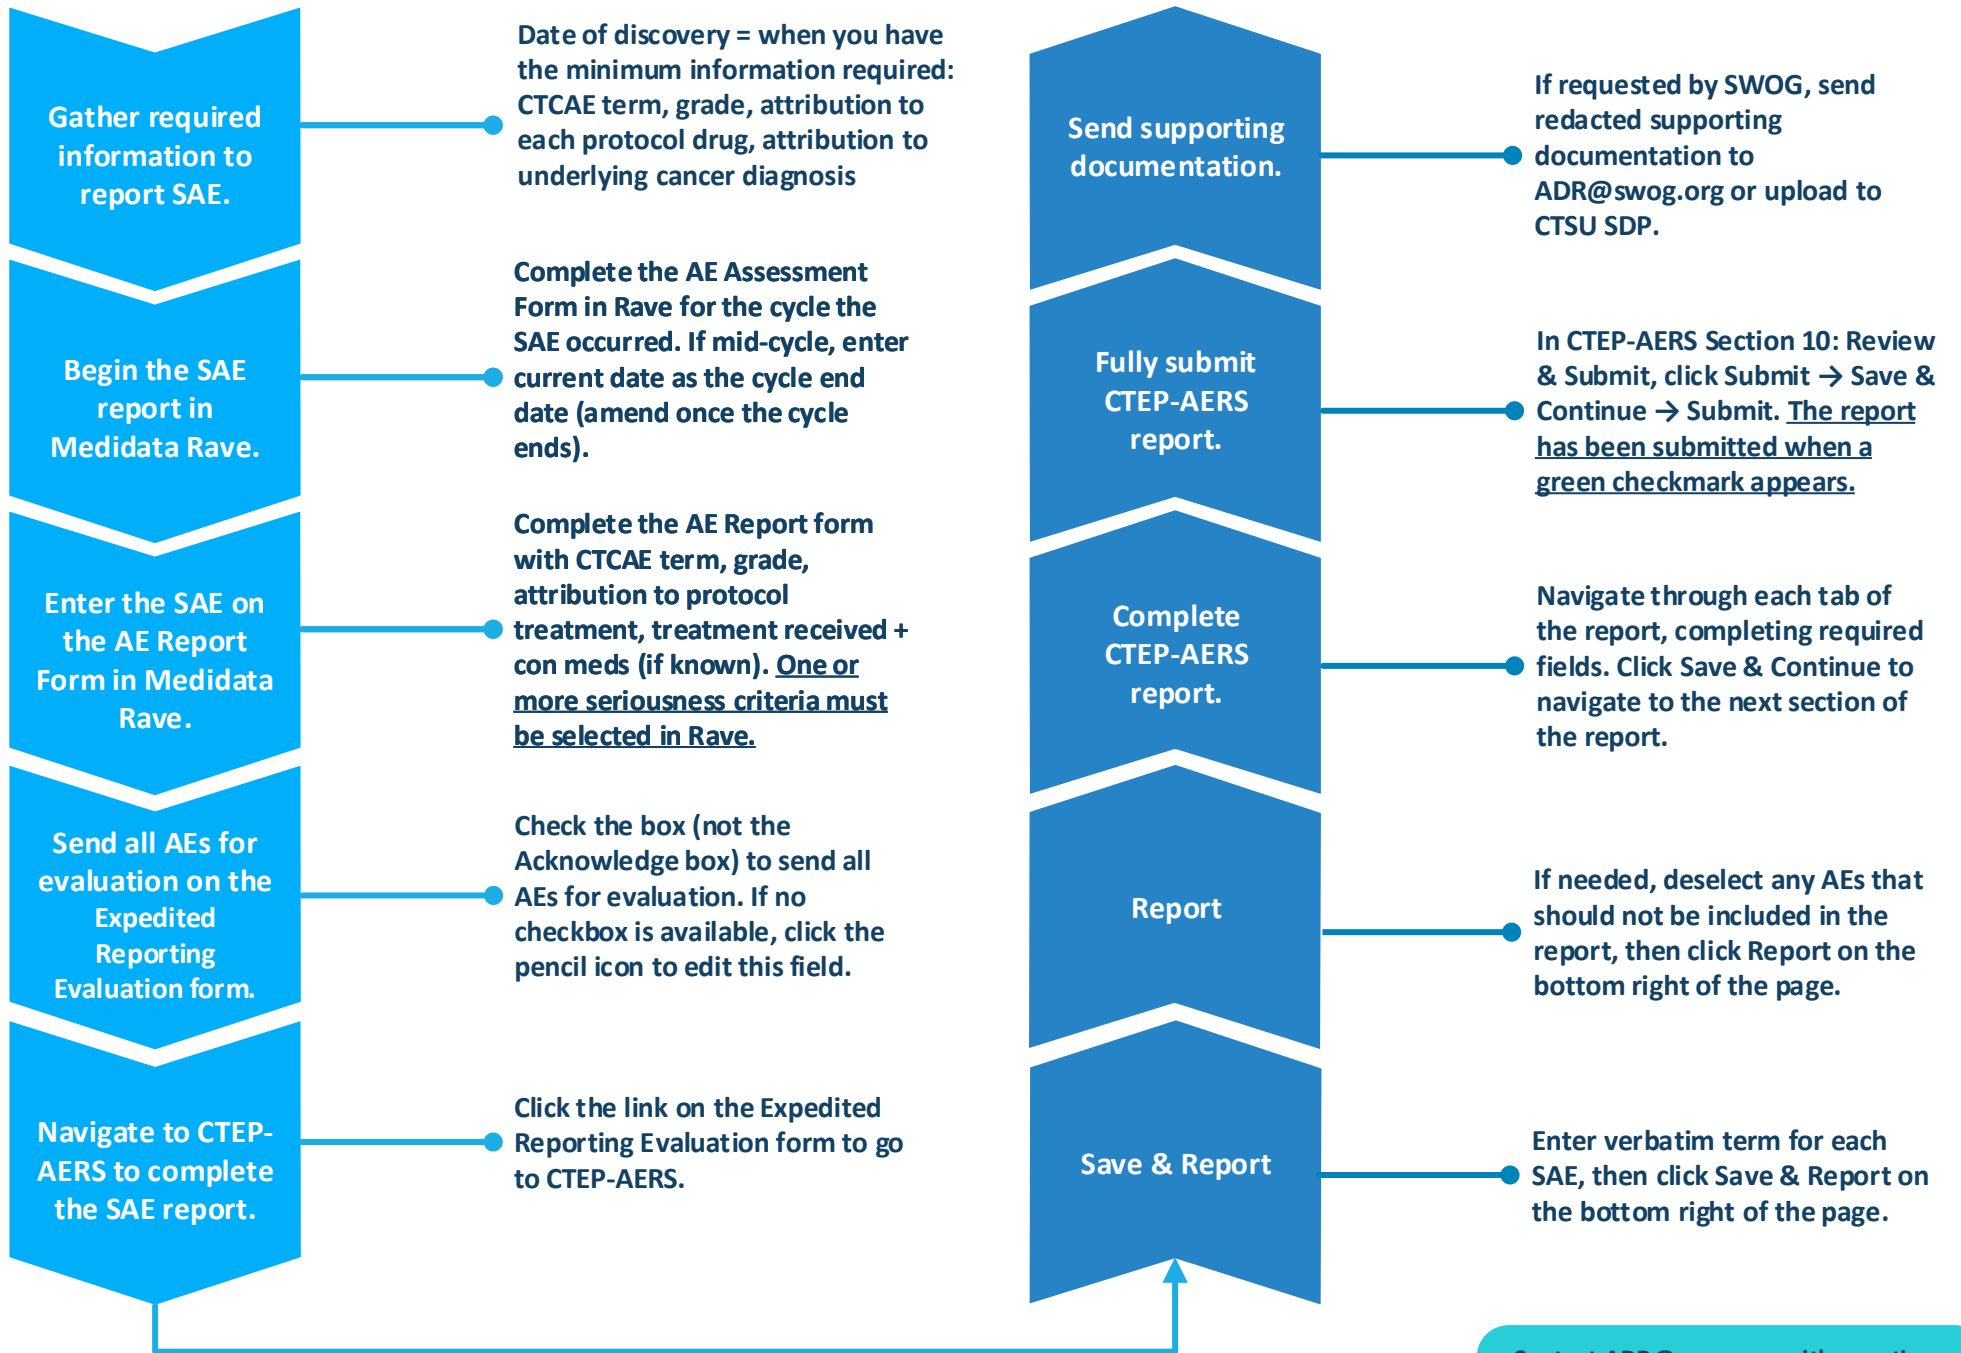 Gather required
information to
report SAE.
Date of discovery = when you have
the minimum information required:
CTCAE term, grade, attribution to
each protocol drug, attribution to
underlying cancer diagnosis
Begin the SAE
report in
Medidata Rave.
Complete the AE Assessment
Form in Rave for the cycle the
SAE occurred. If mid-cycle, enter
current date as the cycle end
date (amend once the cycle
ends).
Enter the SAE on
the AE Report
Form in Medidata
Rave.
Complete the AE Report form
with CTCAE term, grade,
attribution to protocol
treatment, treatment received +
con meds (if known). One or
more seriousness criteria must
be selected in Rave.
Send all AEs for
evaluation on the
Expedited
Reporting
Evaluation form.
Check the box (not the
Acknowledge box) to send all
AEs for evaluation. If no
checkbox is available, click the
pencil icon to edit this field.
Navigate to CTEP-
AERS to complete
the SAE report.
Click the link on the Expedited
Reporting Evaluation form to go
to CTEP-AERS.
Save & Report
Enter verbatim term for each
SAE, then click Save & Report on
the bottom right of the page.
Report
If needed, deselect any AEs that
should not be included in the
report, then click Report on the
bottom right of the page.
Complete
CTEP-AERS
report.
Navigate through each tab of
the report, completing required
fields. Click Save & Continue to
navigate to the next section of
the report.
Fully submit
CTEP-AERS
report.
In CTEP-AERS Section 10: Review
& Submit, click Submit → Save &
Continue → Submit. The report
has been submitted when a
green checkmark appears.
Send supporting
documentation.
If requested by SWOG, send
redacted supporting
documentation to
ADR@swog.org or upload to
CTSU SDP.